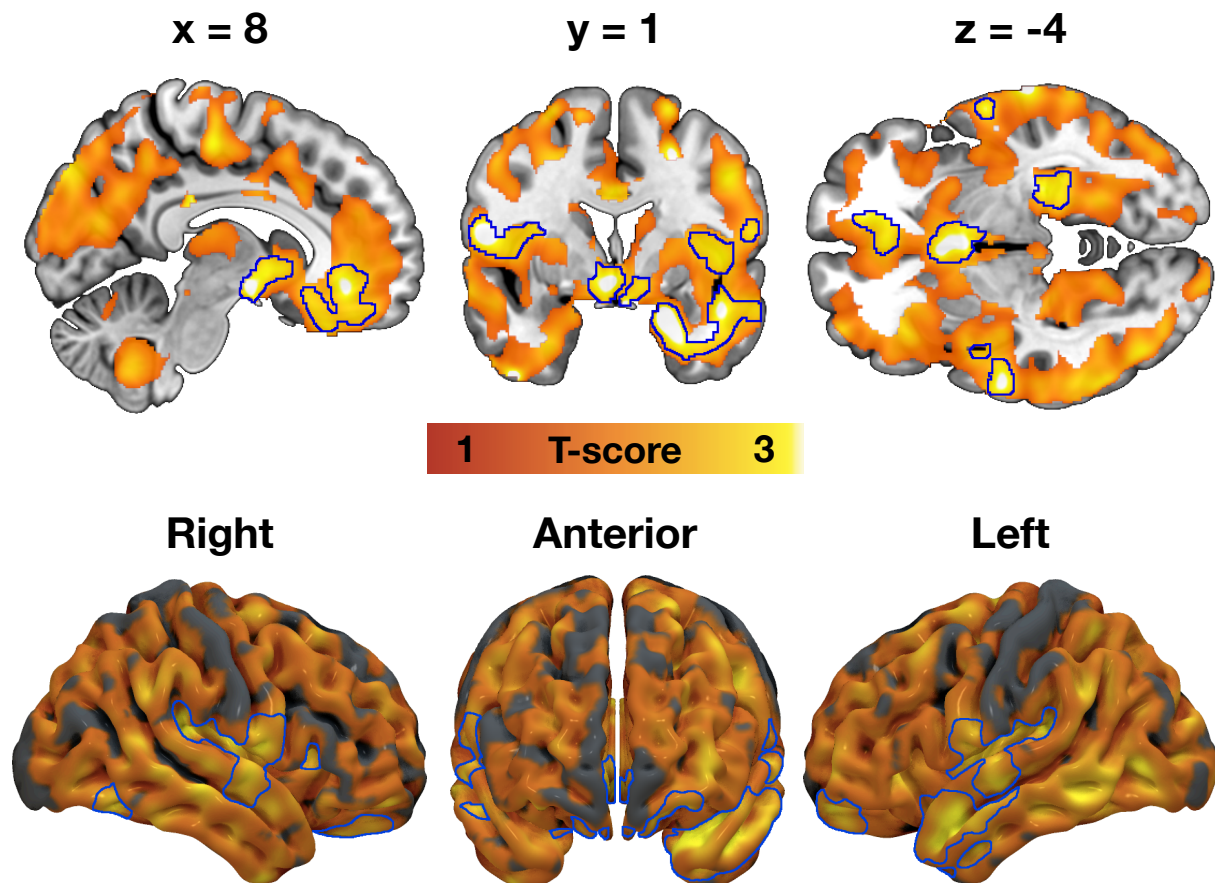 x = 8 y = 1 z = -4
1 T-score 3
Right Anterior Left